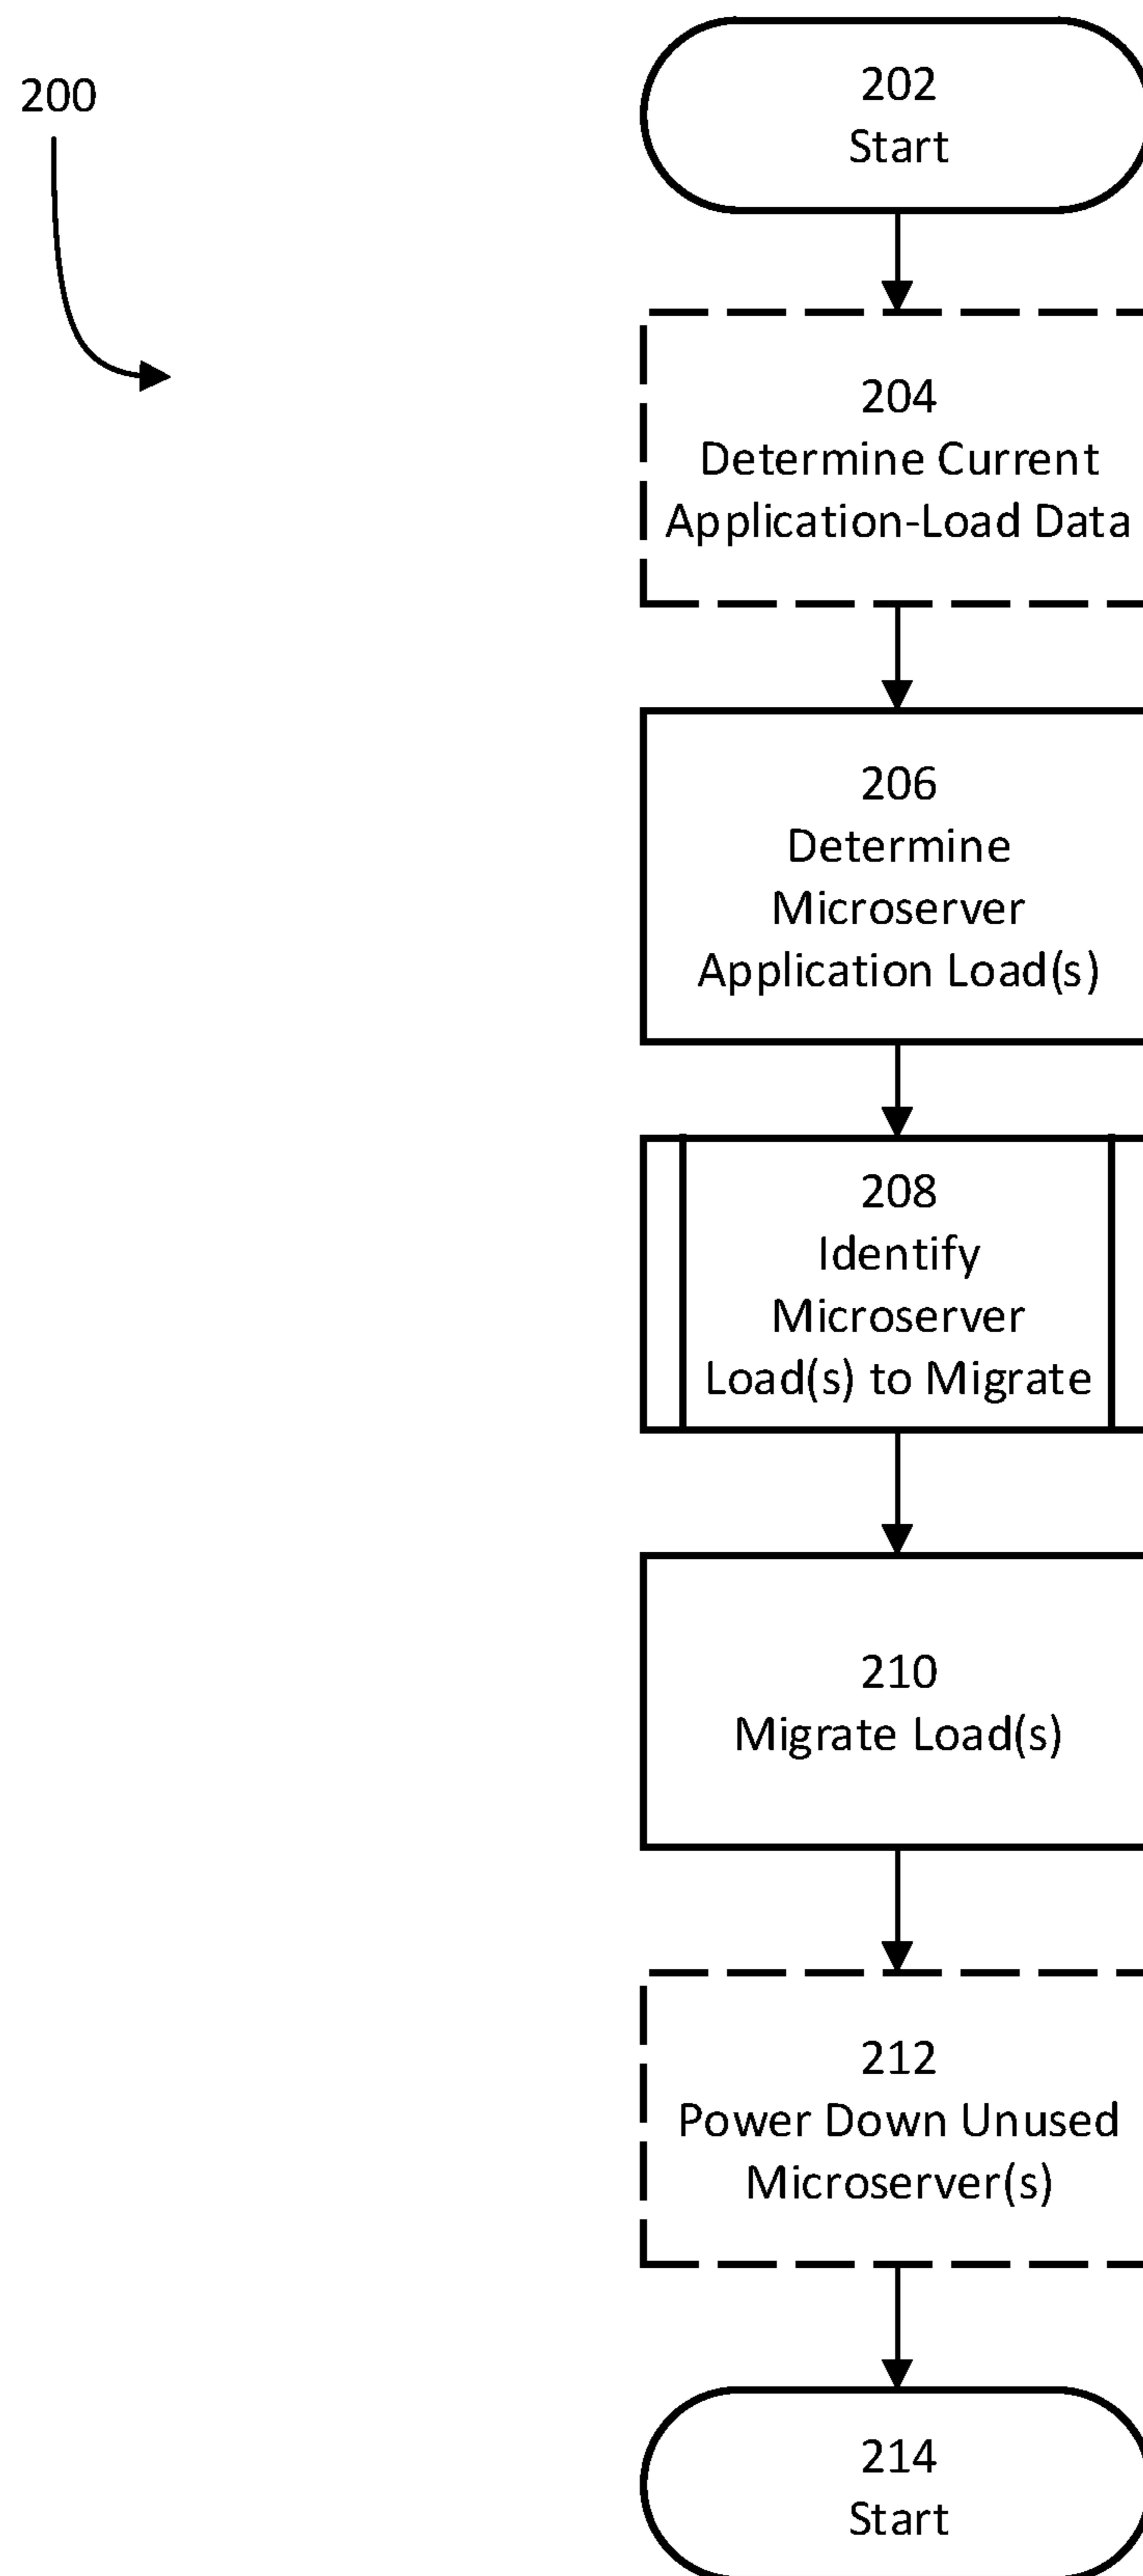 200
202
Start
204
Determine Current
Application-Load Data
206
Determine
Microserver
Application Load(s)
208
Identify
Microserver
Load(s) to Migrate
210
Migrate Load(s)
212
Power Down Unused
Microserver(s)
214
Start